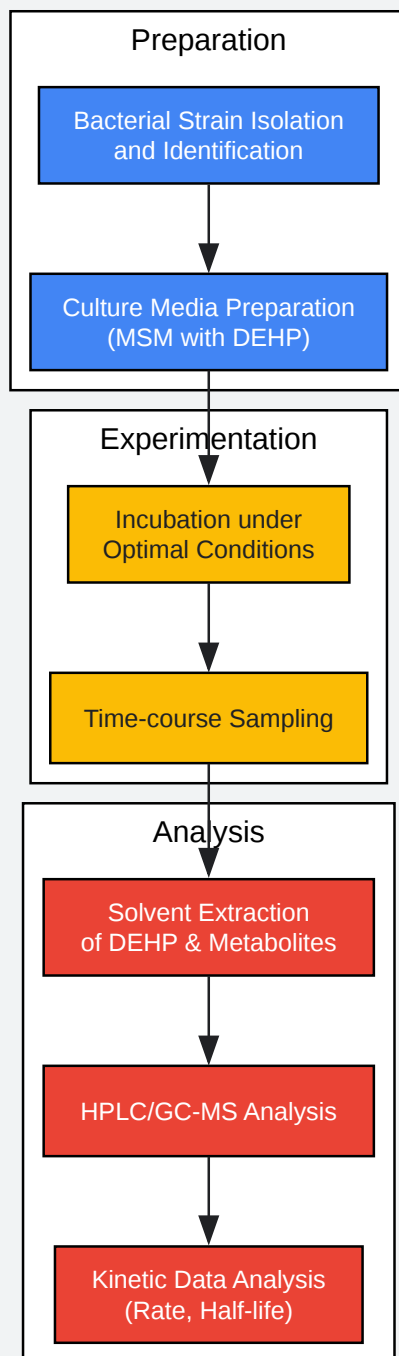 Preparation
Bacterial Strain Isolation
and Identification
Culture Media Preparation
(MSM with DEHP)
Experimentation
Incubation under
Optimal Conditions
Time-course Sampling
Analysis
Solvent Extraction
of DEHP & Metabolites
HPLC/GC-MS Analysis
Kinetic Data Analysis
(Rate, Half-life)